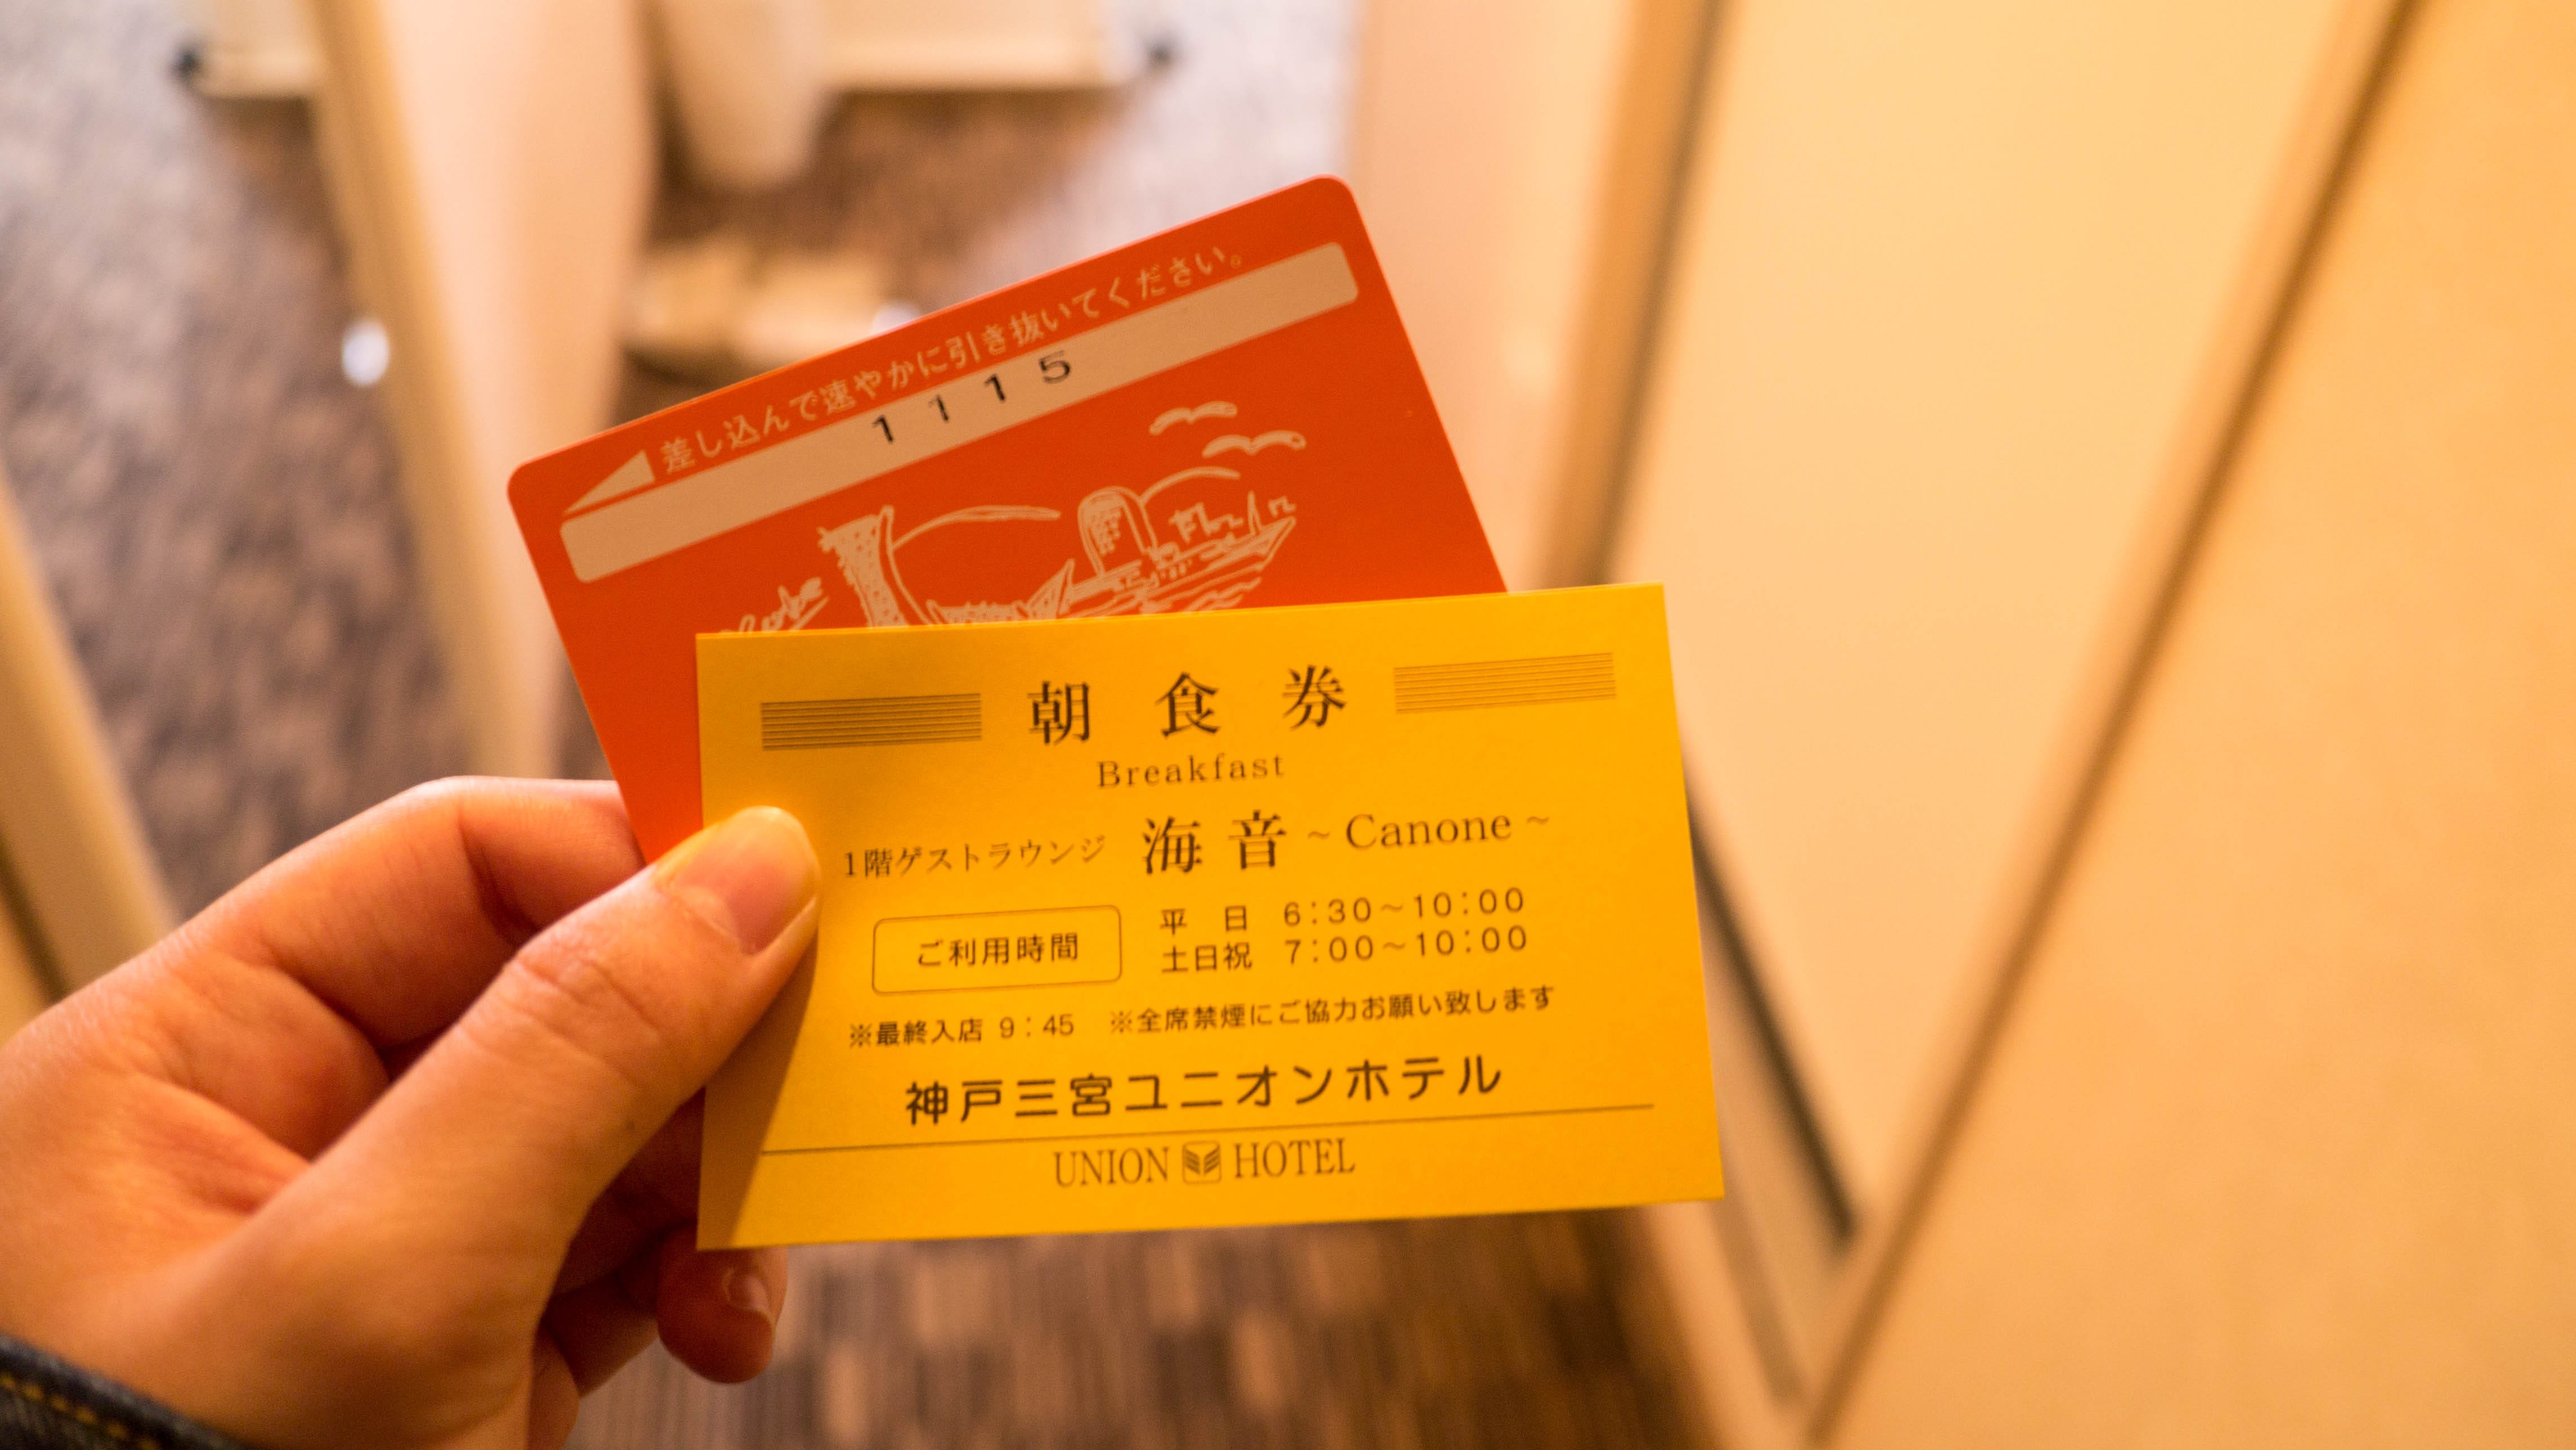 差し込んで速やかに引き抜いてください。
1115
Kobe
朝食券
Breakfast
1階ゲストラウンジ 海音 ~ Canone ~
ご利用時間
平 日 6:30~10:00
土日祝 7:00~10:00
※最終入店 9:45 ※全席禁煙にご協力お願い致します
神戸三宮ユニオンホテル
UNION HOTEL